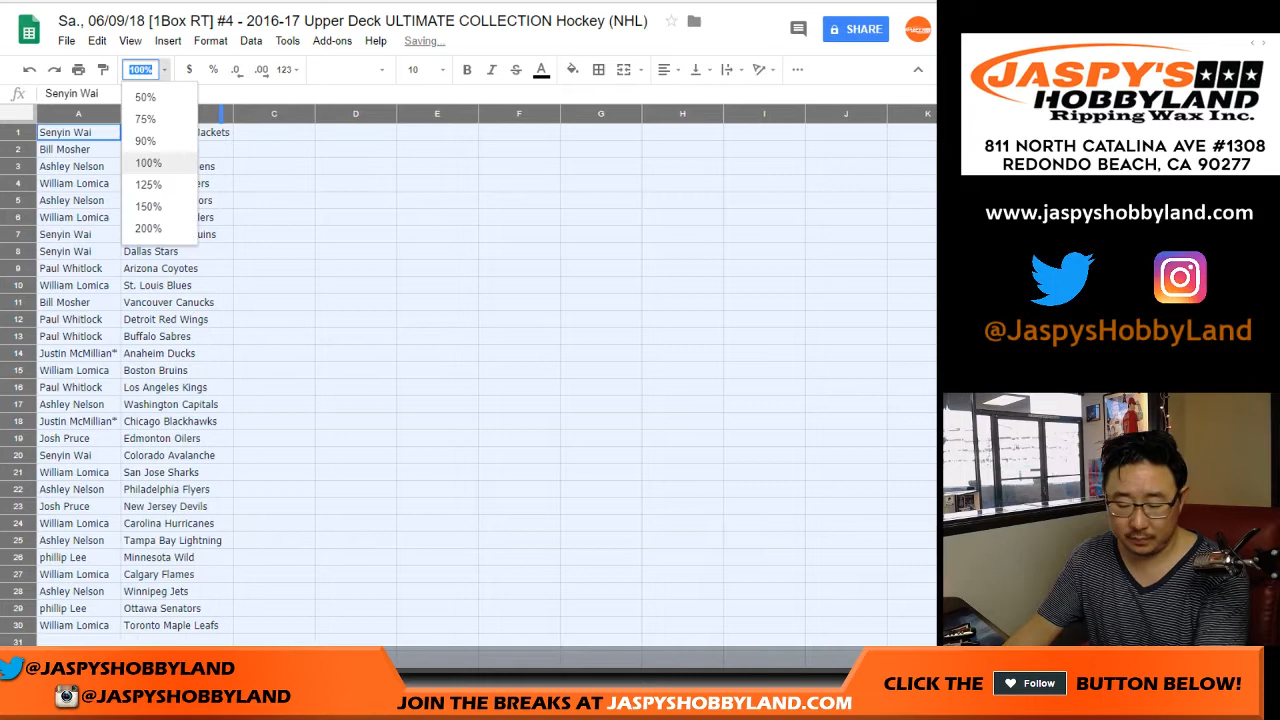 Sa., 06/09/18 [1Box RT] #4 - 2016-17 Upper Deck ULTIMATE COLLECTION Hockey (NHL)
File Edit View Insert Format Data Tools Add-ons Help Saving...
SHARE
100% $ % .0 .00 123 10 B I S A
fx Senyin Wai
A C D E F G H I J K
50%
75%
90%
100%
125%
150%
200%
1 Senyin Wai Jackets
2 Bill Mosher
3 Ashley Nelson ens
4 William Lomica ers
5 Ashley Nelson ors
6 William Lomica lers
7 Senyin Wai uins
8 Senyin Wai Dallas Stars
9 Paul Whitlock Arizona Coyotes
10 William Lomica St. Louis Blues
11 Bill Mosher Vancouver Canucks
12 Paul Whitlock Detroit Red Wings
13 Paul Whitlock Buffalo Sabres
14 Justin McMillian* Anaheim Ducks
15 William Lomica Boston Bruins
16 Paul Whitlock Los Angeles Kings
17 Ashley Nelson Washington Capitals
18 Justin McMillian* Chicago Blackhawks
19 Josh Pruce Edmonton Oilers
20 Senyin Wai Colorado Avalanche
21 William Lomica San Jose Sharks
22 Ashley Nelson Philadelphia Flyers
23 Josh Pruce New Jersey Devils
24 William Lomica Carolina Hurricanes
25 Ashley Nelson Tampa Bay Lightning
26 phillip Lee Minnesota Wild
27 William Lomica Calgary Flames
28 Ashley Nelson Winnipeg Jets
29 phillip Lee Ottawa Senators
30 William Lomica Toronto Maple Leafs
31
JASPY'S
HOBBYLAND
Ripping Wax Inc.
811 NORTH CATALINA AVE #1308
REDONDO BEACH, CA 90277
www.jaspyshobbyland.com
@JaspysHobbyLand
@JASPYSHOBBYLAND
@JASPYSHOBBYLAND
JOIN THE BREAKS AT JASPYSHOBBYLAND.COM
CLICK THE Follow BUTTON BELOW!